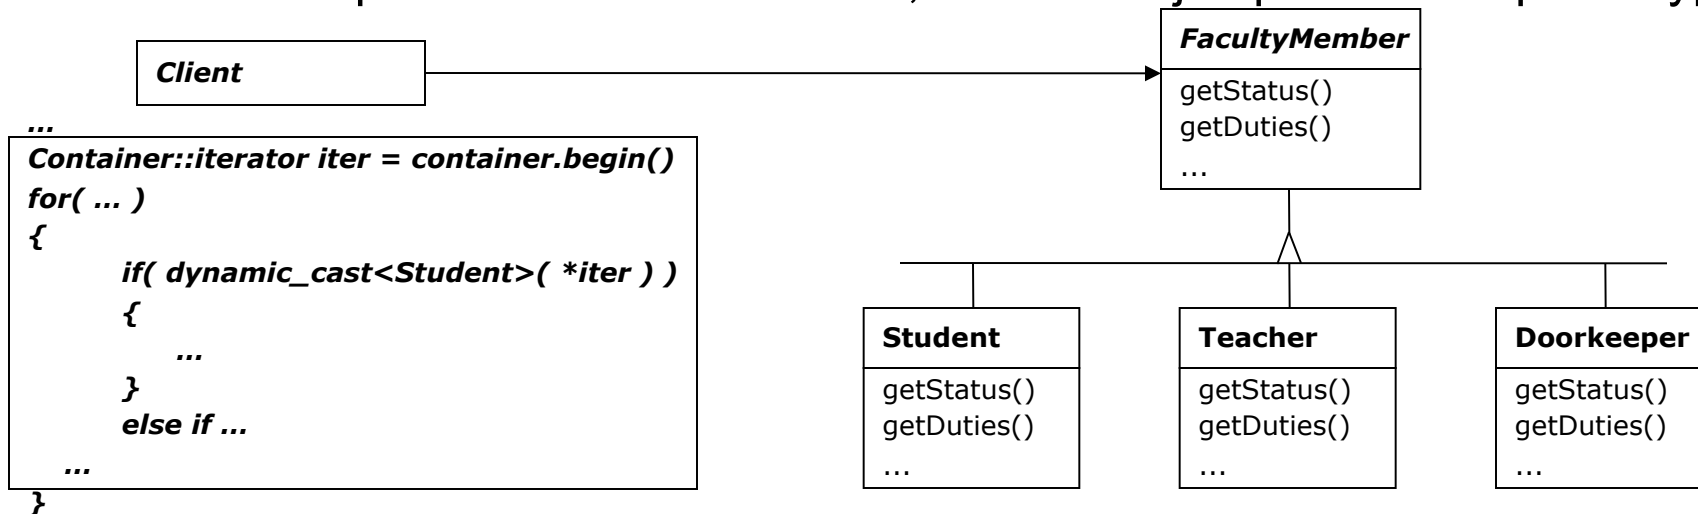 Client
...
Container::iterator iter = container.begin()
for( ... )
{
if( dynamic_cast<Student>( *iter ) )
{
...
}
else if ...
...
}
FacultyMember
getStatus()
getDuties()
...
Student
getStatus()
getDuties()
...
Teacher
getStatus()
getDuties()
...
Doorkeeper
getStatus()
getDuties()
...